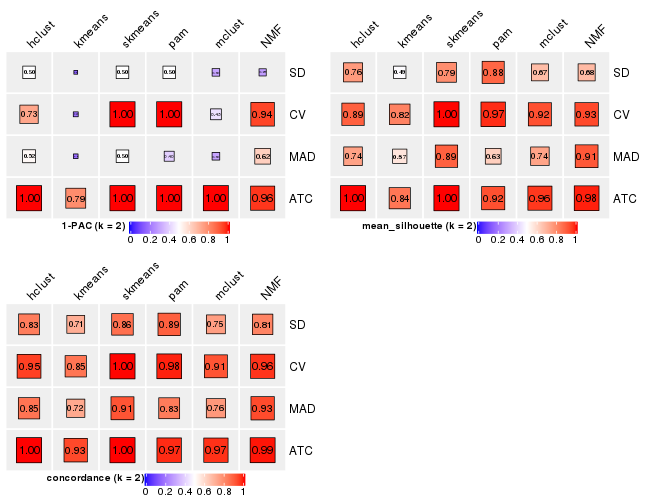 hclust kmeans skmeans pam mclust NMF
0.50 0.50 0.50 SD
0.73 1.00 1.00 0.94 CV
0.52 0.50 0.62 MAD
1.00 0.79 1.00 1.00 1.00 0.96 ATC
1-PAC (k = 2)
0 0.2 0.4 0.6 0.8 1
hclust kmeans skmeans pam mclust NMF
0.76 0.49 0.79 0.88 0.67 0.68 SD
0.89 0.82 1.00 0.97 0.92 0.93 CV
0.74 0.57 0.89 0.63 0.74 0.91 MAD
1.00 0.84 1.00 0.92 0.96 0.98 ATC
mean_silhouette (k = 2)
0 0.2 0.4 0.6 0.8 1
hclust kmeans skmeans pam mclust NMF
0.83 0.71 0.86 0.89 0.75 0.81 SD
0.95 0.85 1.00 0.98 0.91 0.96 CV
0.85 0.72 0.91 0.83 0.76 0.93 MAD
1.00 0.93 1.00 0.97 0.97 0.99 ATC
concordance (k = 2)
0 0.2 0.4 0.6 0.8 1